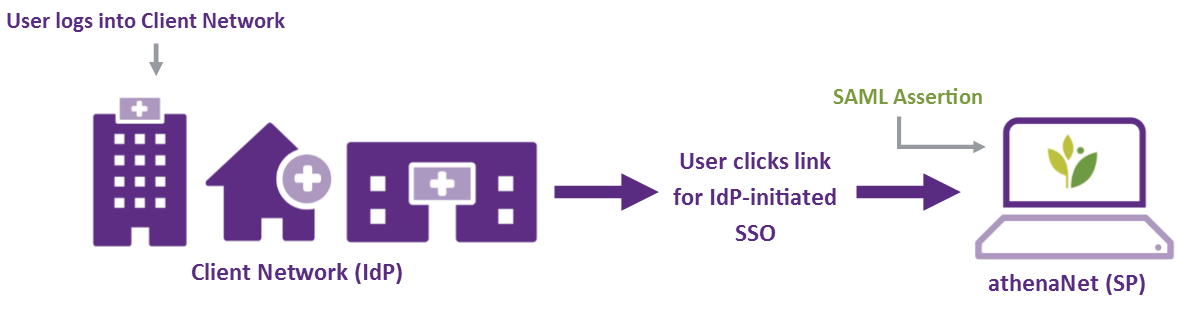 User logs into Client Network
SAML Assertion
User clicks link
for IdP-initiated
SSO
Client Network (IdP)
athenaNet (SP)